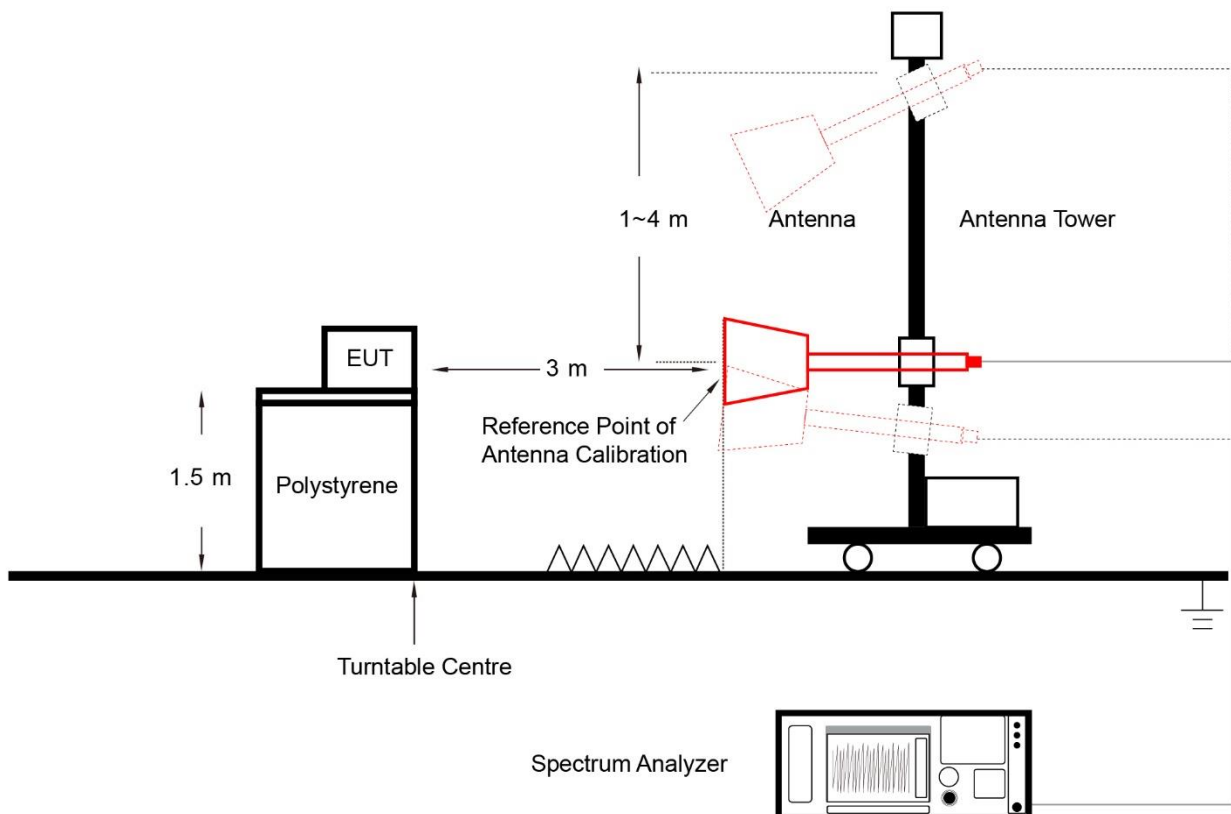 1~4 m
Antenna
Antenna Tower
EUT
3 m
Reference Point of
Antenna Calibration
1.5 m
Polystyrene
Turntable Centre
Spectrum Analyzer